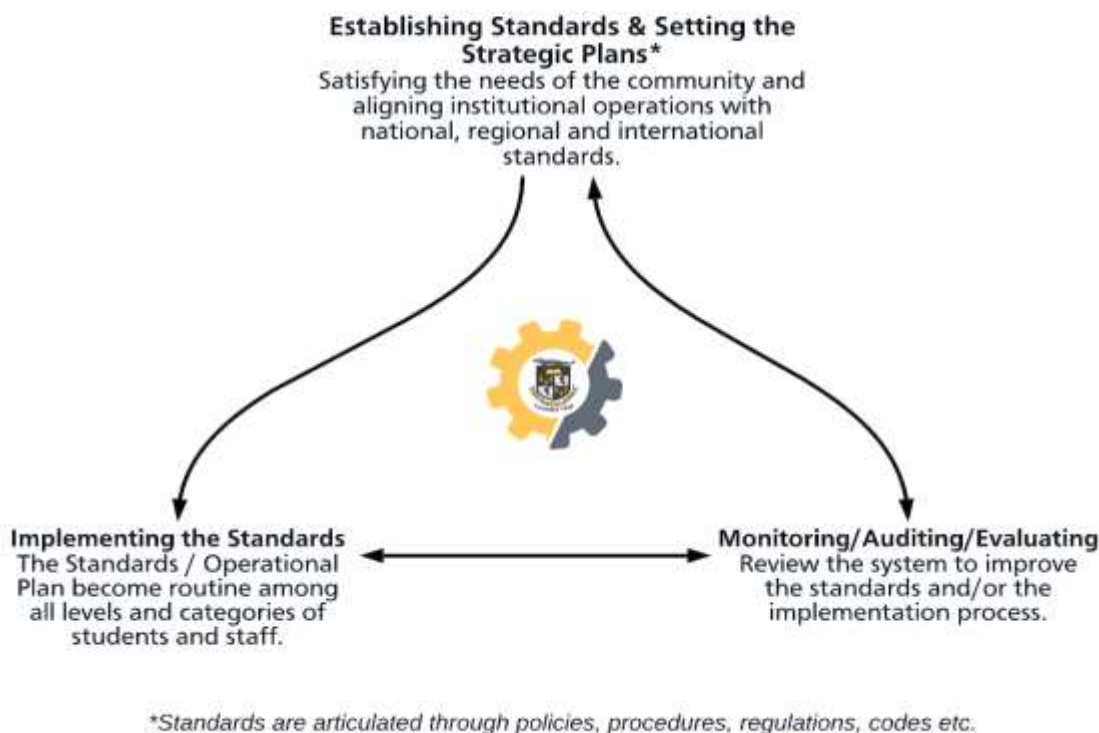 Establishing Standards & Setting the
Strategic Plans*
Satisfying the needs of the community and
aligning institutional operations with
national, regional and international
standards.
Implementing the Standards
The Standards / Operational
Plan become routine among
all levels and categories of
students and staff.
Monitoring/Auditing/Evaluating
Review the system to improve
the standards and/or the
implementation process.
*Standards are articulated through policies, procedures, regulations, codes etc.